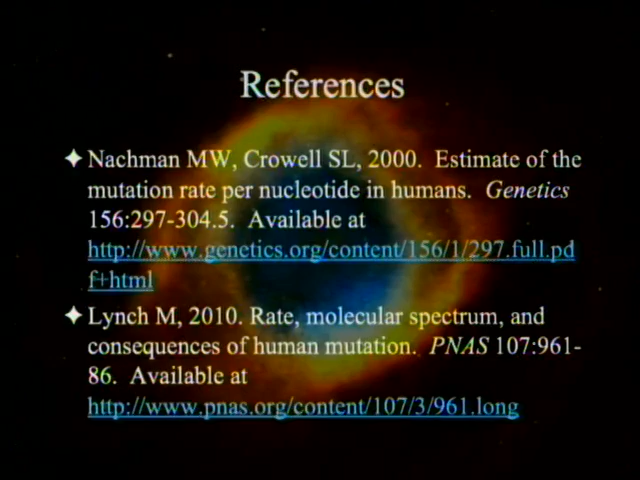 References
Nachman MW, Crowell SL, 2000. Estimate of the
mutation rate per nucleotide in humans. Genetics
156:297-304.5. Available at
http://www.genetics.org/content/156/1/297.full.pd
f+html
Lynch M, 2010. Rate, molecular spectrum, and
consequences of human mutation. PNAS 107:961-
86. Available at
http://www.pnas.org/content/107/3/961.long